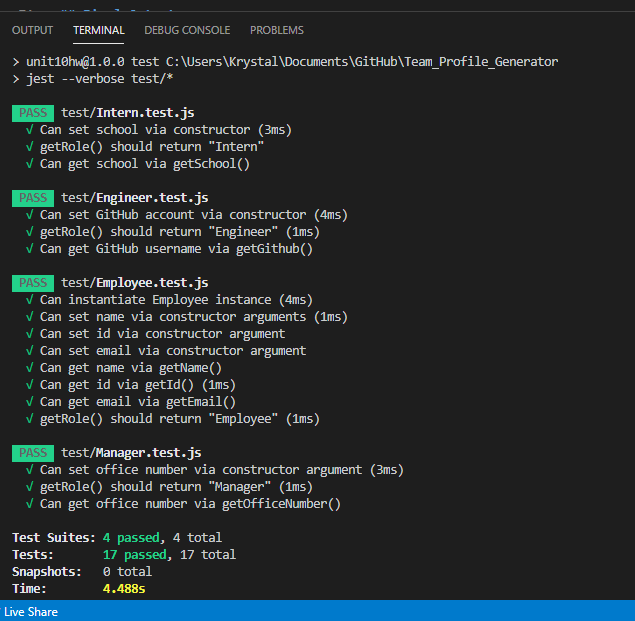 OUTPUT TERMINAL DEBUG CONSOLE PROBLEMS
> unit10hw@1.0.0 test C:\Users\Krystal\Documents\GitHub\Team_Profile_Generator
> jest --verbose test/*
PASS test/Intern.test.js
√ Can set school via constructor (3ms)
√ getRole() should return "Intern"
√ Can get school via getSchool()
PASS test/Engineer.test.js
√ Can set GitHub account via constructor (4ms)
√ getRole() should return "Engineer" (1ms)
√ Can get GitHub username via getGithub()
PASS test/Employee.test.js
√ Can instantiate Employee instance (4ms)
√ Can set name via constructor arguments (1ms)
√ Can set id via constructor argument
√ Can set email via constructor argument
√ Can get name via getName()
√ Can get id via getId() (1ms)
√ Can get email via getEmail()
√ getRole() should return "Employee" (1ms)
PASS test/Manager.test.js
√ Can set office number via constructor argument (3ms)
√ getRole() should return "Manager" (1ms)
√ Can get office number via getOfficeNumber()
Test Suites: 4 passed, 4 total
Tests: 17 passed, 17 total
Snapshots: 0 total
Time: 4.488s
Live Share